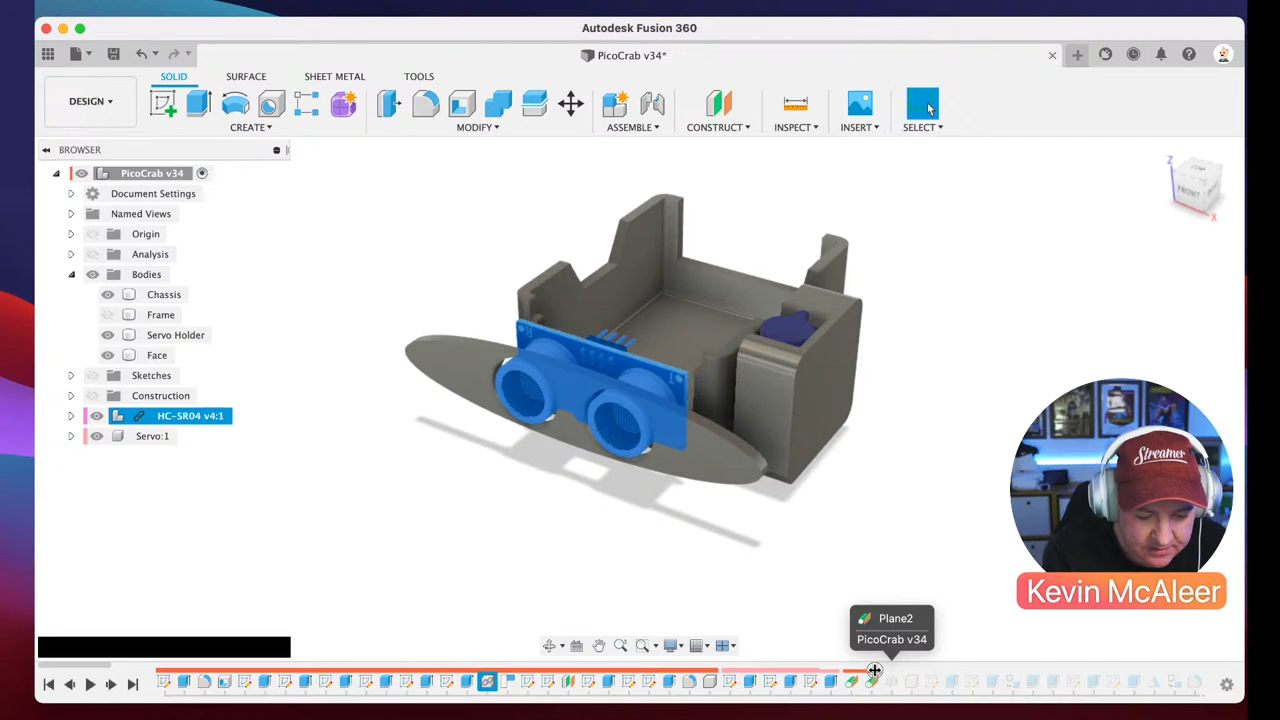 Autodesk Fusion 360
PicoCrab v34*
SOLID SURFACE SHEET METAL TOOLS
DESIGN
CREATE MODIFY ASSEMBLE CONSTRUCT INSPECT INSERT SELECT
BROWSER
PicoCrab v34
Document Settings
Named Views
Origin
Analysis
Bodies
Chassis
Frame
Servo Holder
Face
Sketches
Construction
HC-SR04 v4:1
Servo:1
Z
FRONT
X
Streamer
Kevin McAleer
Plane2
PicoCrab v34